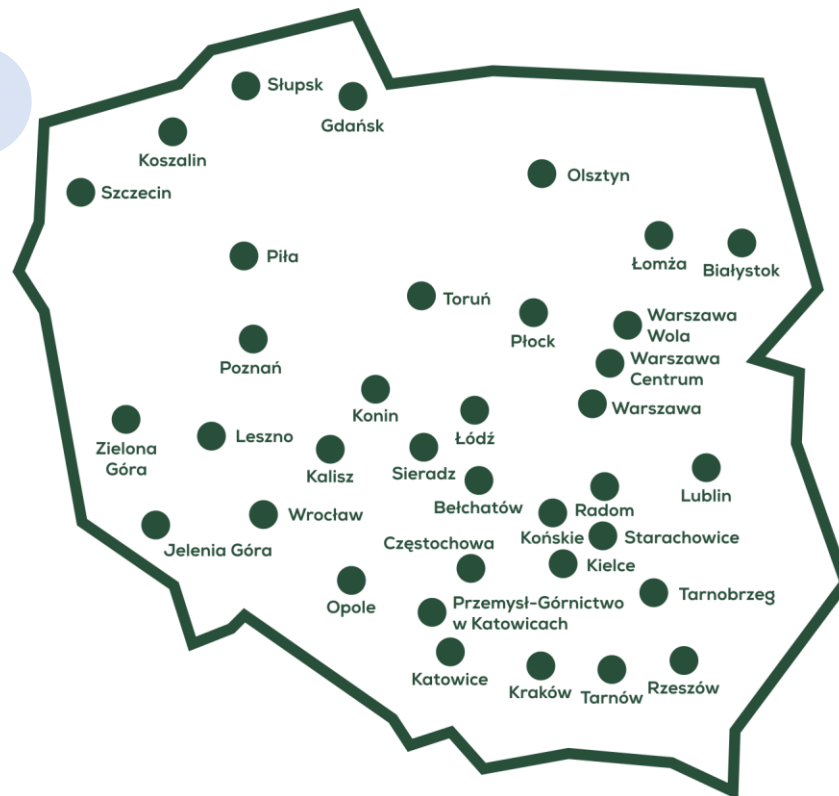 Słupsk
Gdańsk
Koszalin
Szczecin
Olsztyn
Piła
Łomża
Białystok
Toruń
Płock
Warszawa
Wola
Poznań
Warszawa
Centrum
Konin
Warszawa
Zielona
Góra
Leszno
Łódź
Kalisz
Sieradz
Lublin
Bełchatów
Radom
Wrocław
Jelenia Góra
Końskie
Starachowice
Częstochowa
Kielce
Opole
Tarnobrzeg
Przemysł-Górnictwo
w Katowicach
Katowice
Kraków
Tarnów
Rzeszów